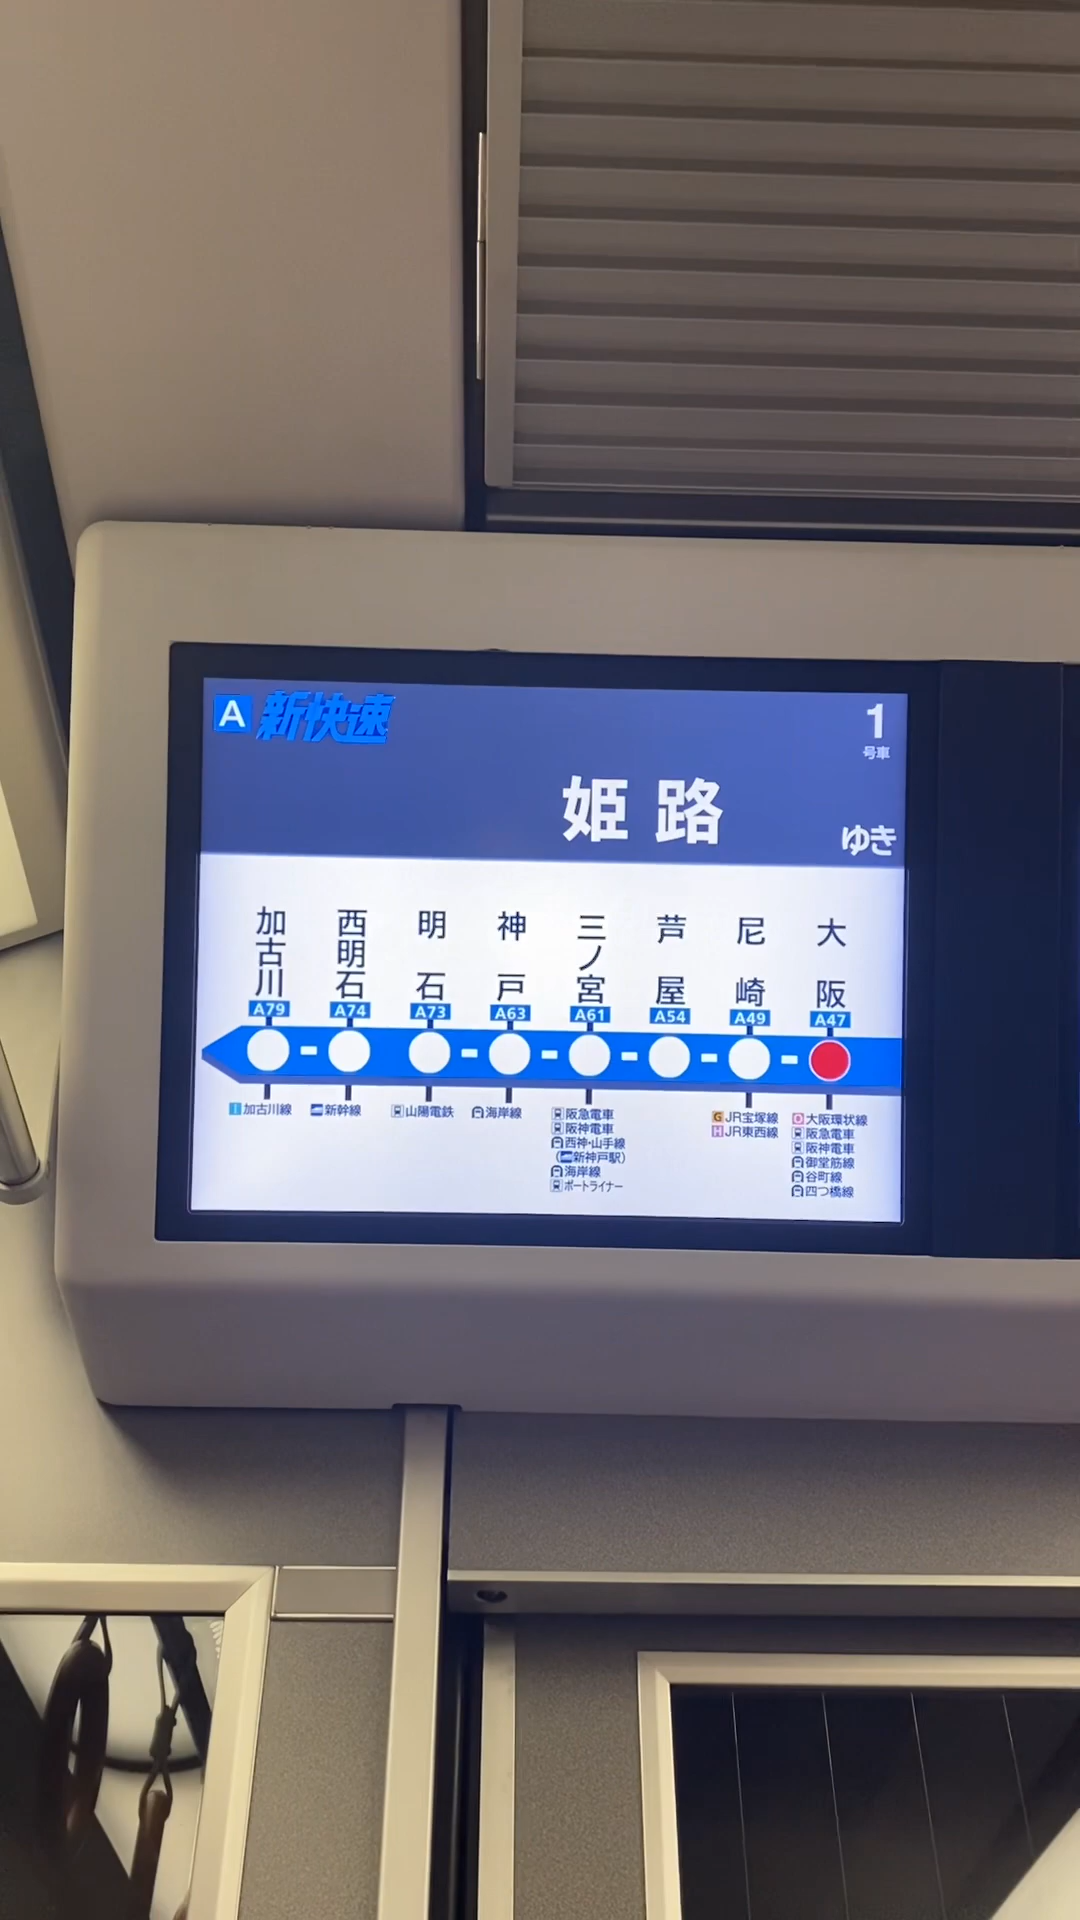 A 新快速
1
号車
姫路
ゆき
加古川 西明石 明石 神戸 三ノ宮 芦屋 尼崎 大阪
A79 A74 A73 A63 A61 A54 A49 A47
I 加古川線
新幹線
山陽電鉄
海岸線
阪急電車
阪神電車
西神・山手線
(新神戸駅)
海岸線
ポートライナー
G JR宝塚線
H JR東西線
O 大阪環状線
阪急電車
阪神電車
御堂筋線
谷町線
四つ橋線